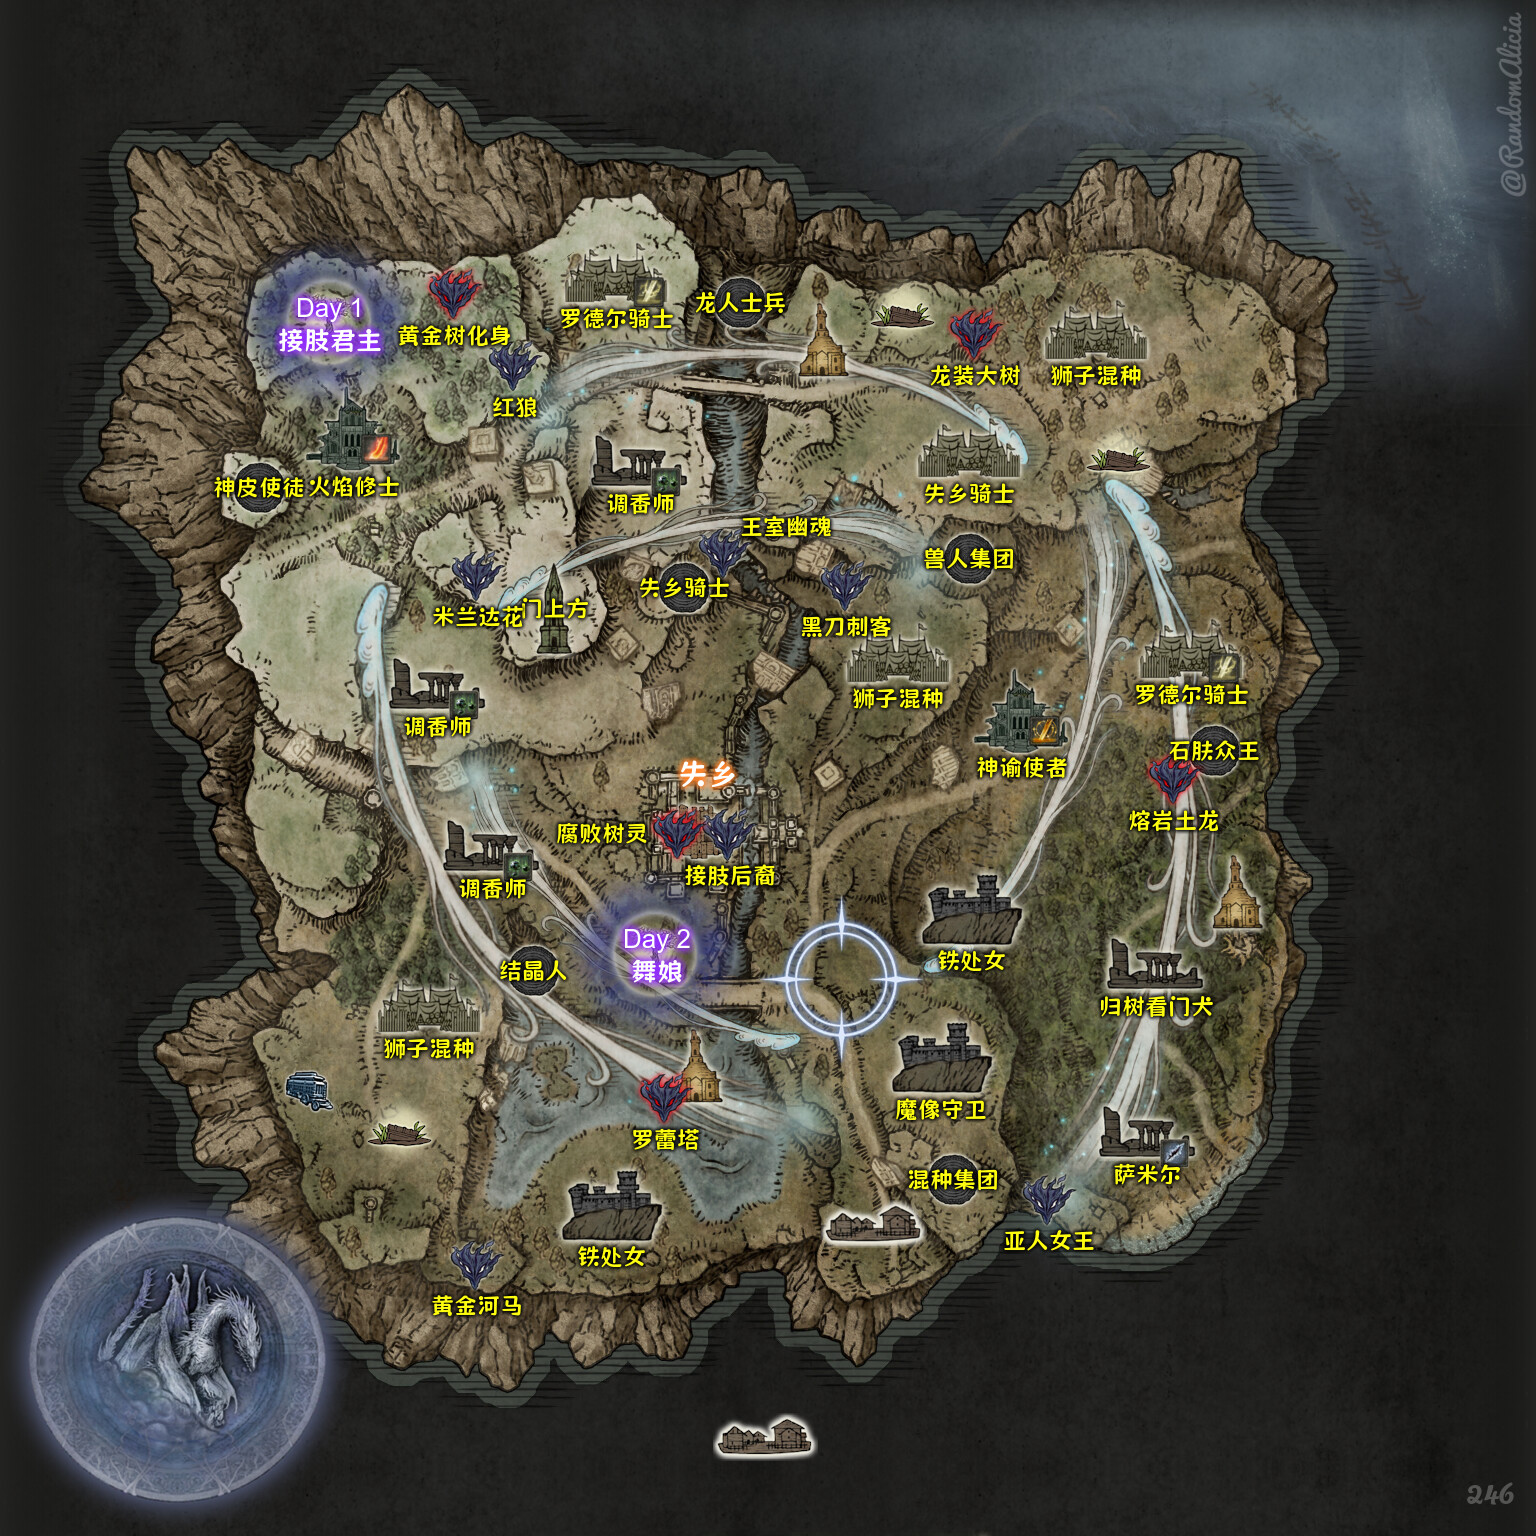 @RandomAlicia
Day 1
接肢君主
黄金树化身
罗德尔骑士
龙人士兵
红狼
龙装大树
狮子混种
神皮使徒
火焰修士
调香师
失乡骑士
王室幽魂
兽人集团
失乡骑士
米兰达花
门上方
黑刀刺客
狮子混种
罗德尔骑士
调香师
神谕使者
石肤众王
失乡
熔岩土龙
腐败树灵
接肢后裔
调香师
Day 2
舞娘
结晶人
铁处女
归树看门犬
狮子混种
魔像守卫
罗蕾塔
混种集团
萨米尔
铁处女
亚人女王
黄金河马
246